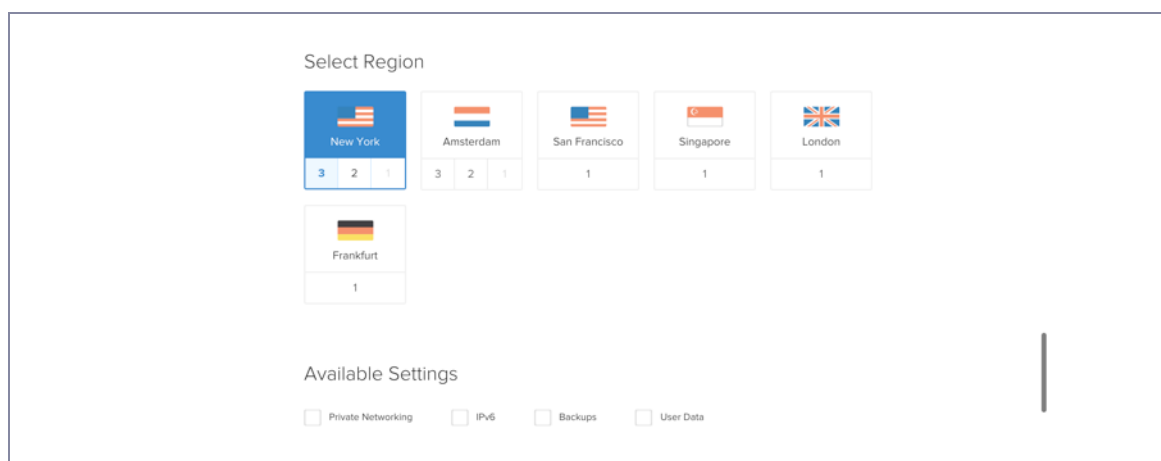 Select Region
New York Amsterdam San Francisco Singapore London
3 2 1 3 2 1 1 1 1
Frankfurt
1
Available Settings
Private Networking IPv6 Backups User Data